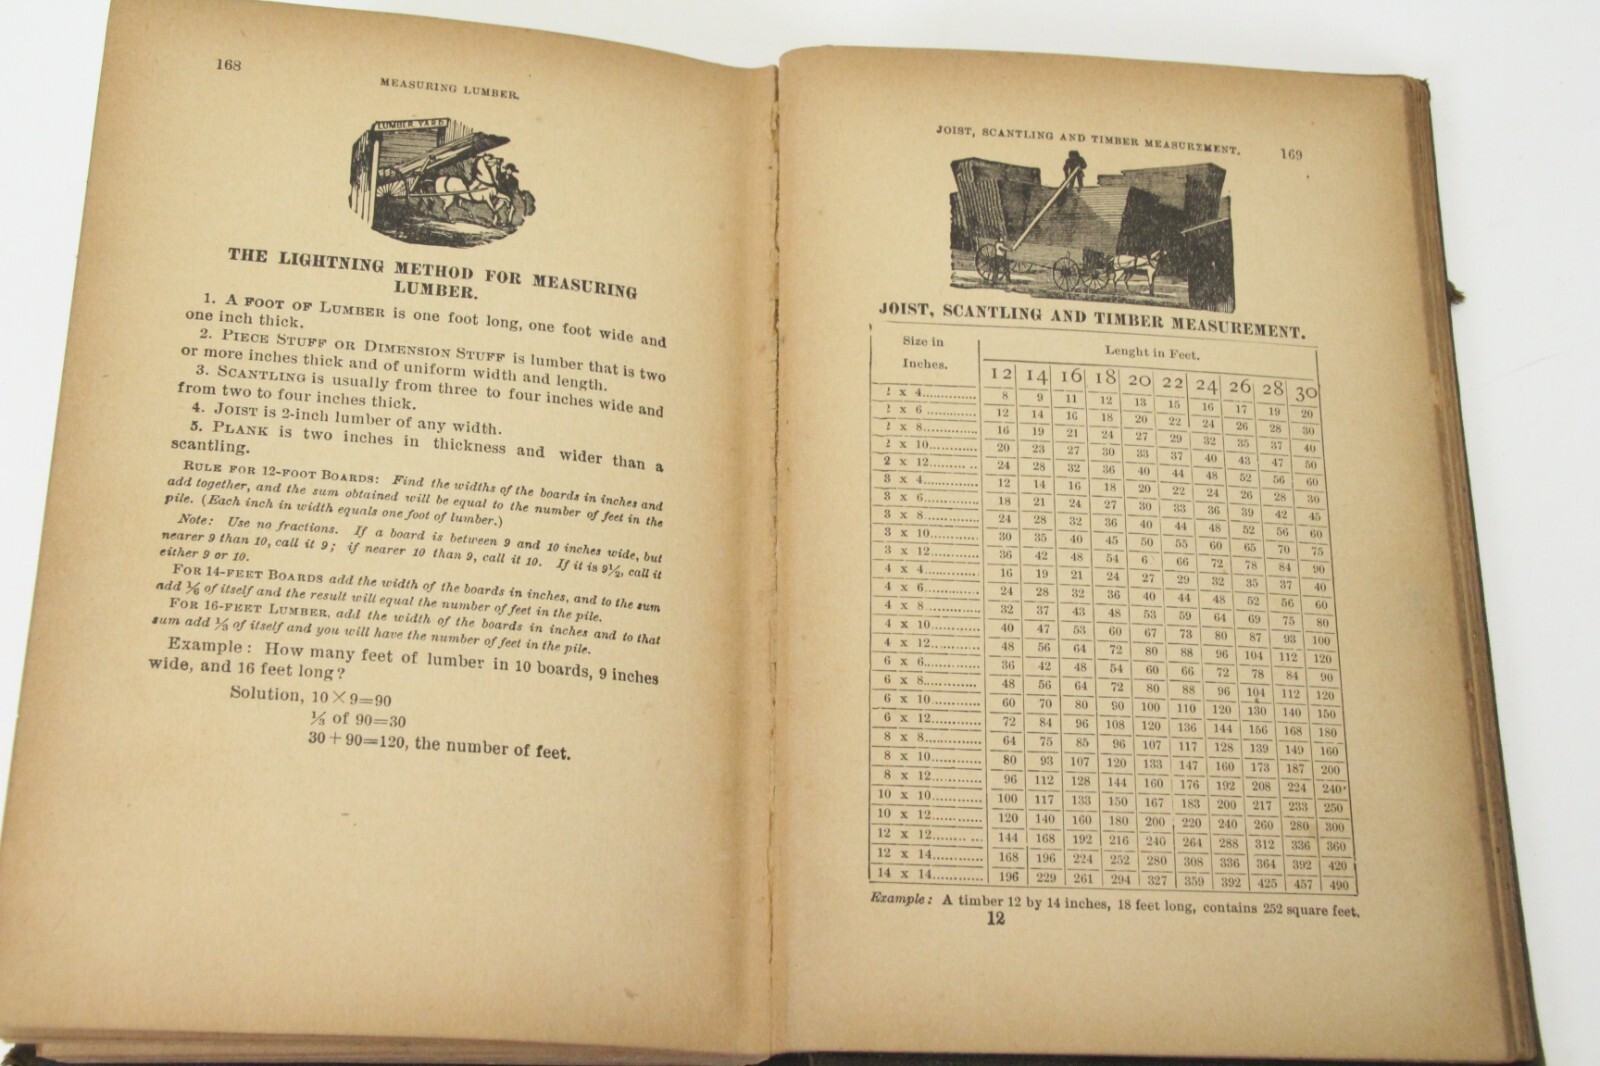 168
MEASURING LUMBER.
LUMBER YARD
THE LIGHTNING METHOD FOR MEASURING
LUMBER.
1. A FOOT OF LUMBER is one foot long, one foot wide and
one inch thick.
2. PIECE STUFF OR DIMENSION STUFF is lumber that is two
or more inches thick and of uniform width and length.
3. SCANTLING is usually from three to four inches wide and
from two to four inches thick.
4. JOIST is 2-inch lumber of any width.
5. PLANK is two inches in thickness and wider than a
scantling.
RULE FOR 12-FOOT BOARDS: Find the widths of the boards in inches and
add together, and the sum obtained will be equal to the number of feet in the
pile. (Each inch in width equals one foot of lumber.)
Note: Use no fractions. If a board is between 9 and 10 inches wide, but
nearer 9 than 10, call it 9; if nearer 10 than 9, call it 10. If it is 9½, call it
either 9 or 10.
FOR 14-FEET BOARDS add the width of the boards in inches, and to the sum
add ⅙ of itself and the result will equal the number of feet in the pile.
FOR 16-FEET LUMBER, add the width of the boards in inches and to that
sum add ⅓ of itself and you will have the number of feet in the pile.
Example: How many feet of lumber in 10 boards, 9 inches
wide, and 16 feet long?
Solution, 10×9=90
⅓ of 90=30
30+90=120, the number of feet.
JOIST, SCANTLING AND TIMBER MEASUREMENT. 169
JOIST, SCANTLING AND TIMBER MEASUREMENT.
Size in
Inches.
Lenght in Feet.
12 14 16 18 20 22 24 26 28 30
x 4............. 8 9 11 12 13 15 16 17 19 20
x 6............. 12 14 16 18 20 22 24 26 28 30
x 8............. 16 19 21 24 27 29 32 35 37 40
x 10............ 20 23 27 30 33 37 40 43 47 50
2 x 12............ 24 28 32 36 40 44 48 52 56 60
3 x 4............. 12 14 16 18 20 22 24 26 28 30
3 x 6............. 18 21 24 27 30 33 36 39 42 45
3 x 8............. 24 28 32 36 40 44 48 52 56 60
3 x 10............ 30 35 40 45 50 55 60 65 70 75
3 x 12............ 36 42 48 54 6 66 72 78 84 90
4 x 4............. 16 19 21 24 27 29 32 35 37 40
4 x 6............. 24 28 32 36 40 44 48 52 56 60
4 x 8............. 32 37 43 48 53 59 64 69 75 80
4 x 10............ 40 47 53 60 67 73 80 87 93 100
4 x 12............ 48 56 64 72 80 88 96 104 112 120
6 x 6............. 36 42 48 54 60 66 72 78 84 90
6 x 8............. 48 56 64 72 80 88 96 104 112 120
6 x 10............ 60 70 80 90 100 110 120 130 140 150
6 x 12............ 72 84 96 108 120 136 144 156 168 180
8 x 8............. 64 75 85 96 107 117 128 139 149 160
8 x 10............ 80 93 107 120 133 147 160 173 187 200
8 x 12............ 96 112 128 144 160 176 192 208 224 240
10 x 10............ 100 117 133 150 167 183 200 217 233 250
10 x 12............ 120 140 160 180 200 220 240 260 280 300
12 x 12............ 144 168 192 216 240 264 288 312 336 360
12 x 14............ 168 196 224 252 280 308 336 364 392 420
14 x 14............ 196 229 261 294 327 359 392 425 457 490
Example: A timber 12 by 14 inches, 18 feet long, contains 252 square feet.
12